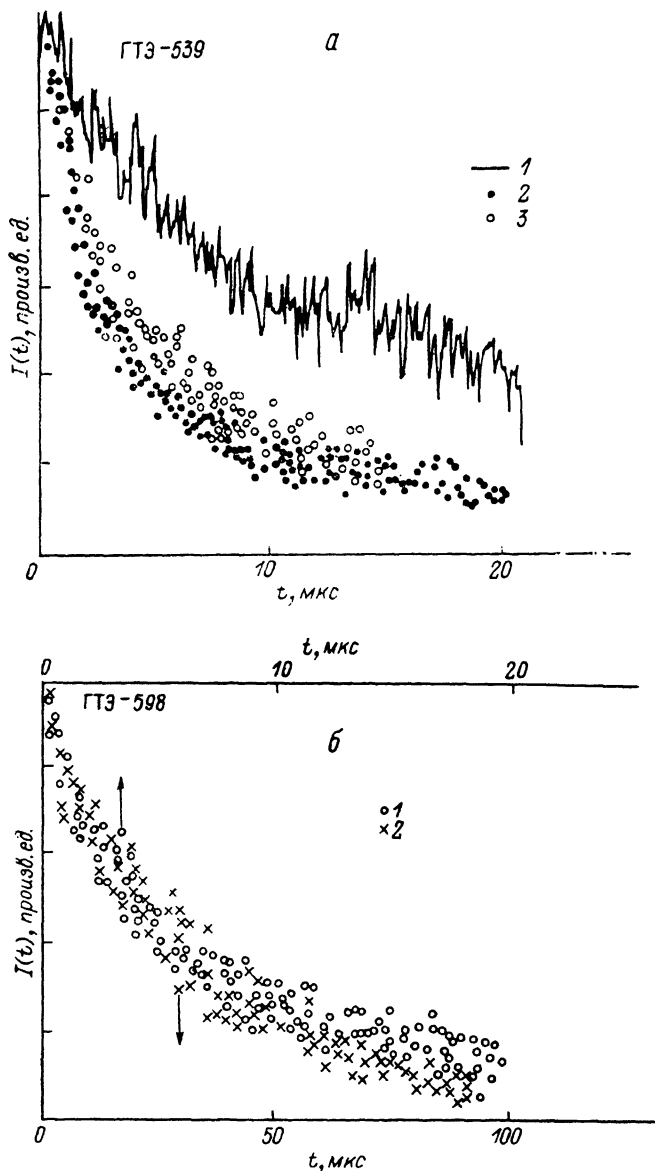 ГТЭ-539
а
1
2
3
I(t), произв. ед.
0
10
20
t, мкс
t, мкс
0
10
20
ГТЭ-598
б
1
2
I(t), произв. ед.
0
50
100
t, мкс